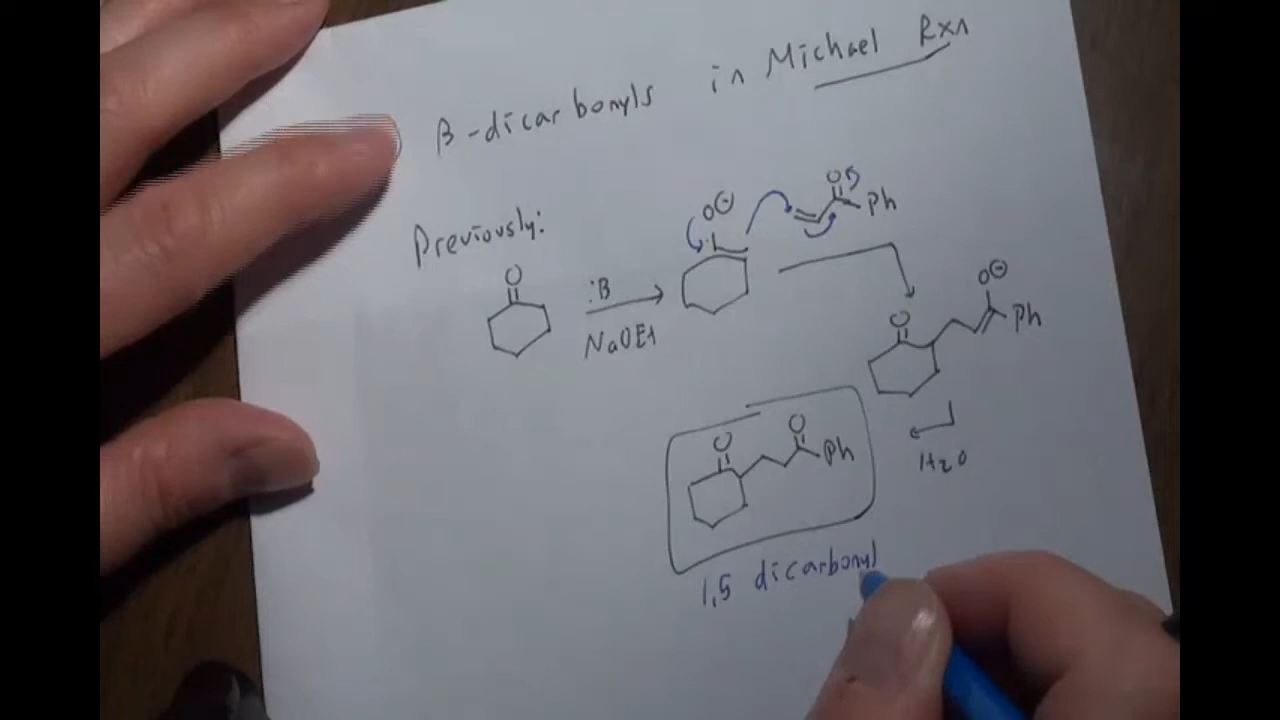 β-dicarbonyls in Michael Rxn
Previously:
O
:B
NaOEt
O⊖
O
Ph
O
O⊖
Ph
H2O
O
O
Ph
1,5 dicarbonyl